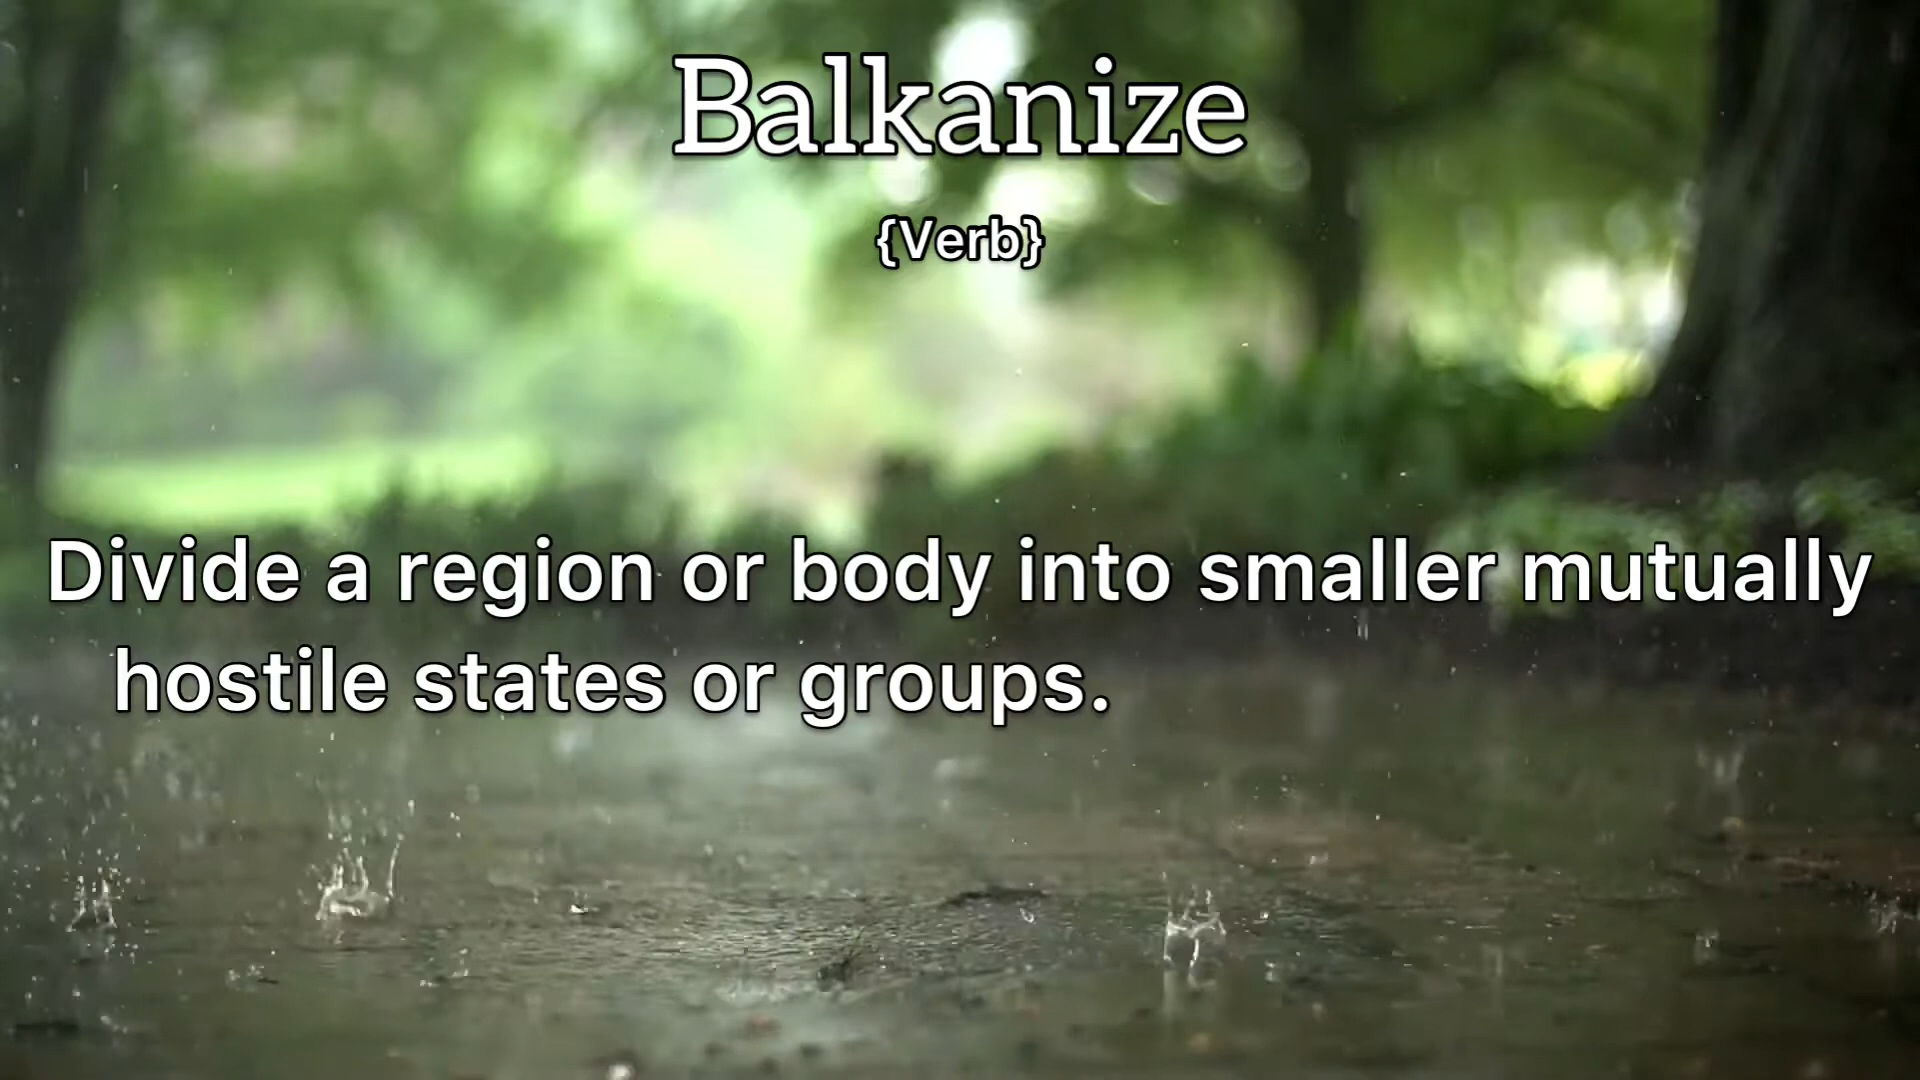 Balkanize
{Verb}
Divide a region or body into smaller mutually
hostile states or groups.